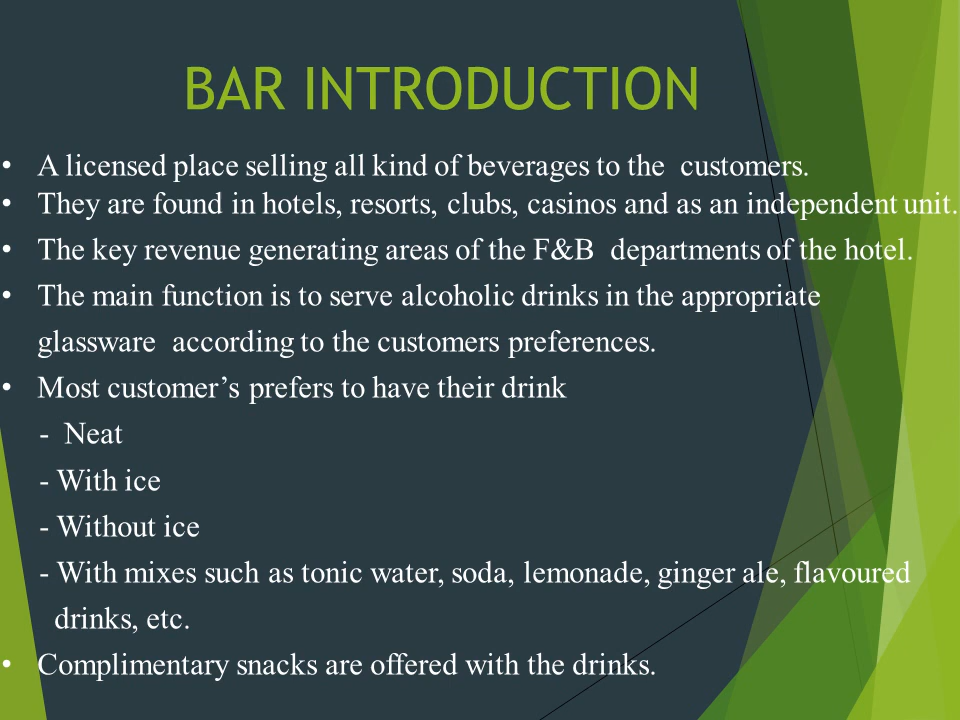 BAR INTRODUCTION
• A licensed place selling all kind of beverages to the  customers.
• They are found in hotels, resorts, clubs, casinos and as an independent unit.
• The key revenue generating areas of the F&B  departments of the hotel.
• The main function is to serve alcoholic drinks in the appropriate
glassware  according to the customers preferences.
• Most customer’s prefers to have their drink
-  Neat
- With ice
- Without ice
- With mixes such as tonic water, soda, lemonade, ginger ale, flavoured
drinks, etc.
• Complimentary snacks are offered with the drinks.